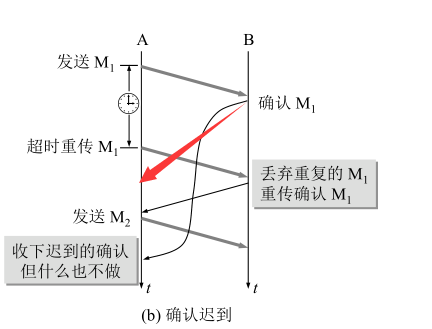 A
B
发送 M1
确认 M1
超时重传 M1
丢弃重复的 M1
重传确认 M1
发送 M2
收下迟到的确认
但什么也不做
t
t
(b) 确认迟到